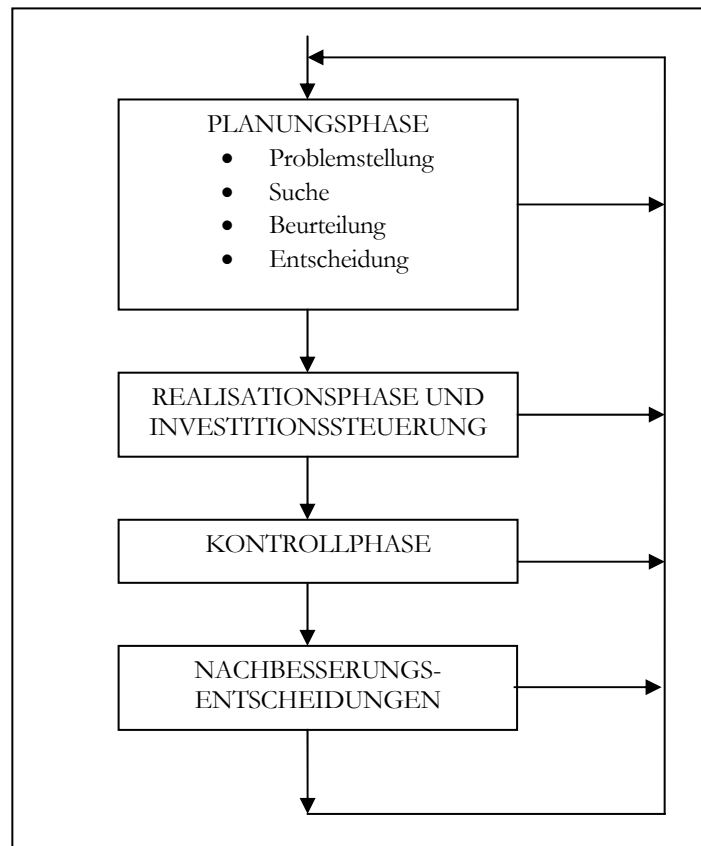 PLANUNGSPHASE
• Problemstellung
• Suche
• Beurteilung
• Entscheidung
REALISATIONSPHASE UND
INVESTITIONSSTEUERUNG
KONTROLLPHASE
NACHBESSERUNGS-
ENTSCHEIDUNGEN